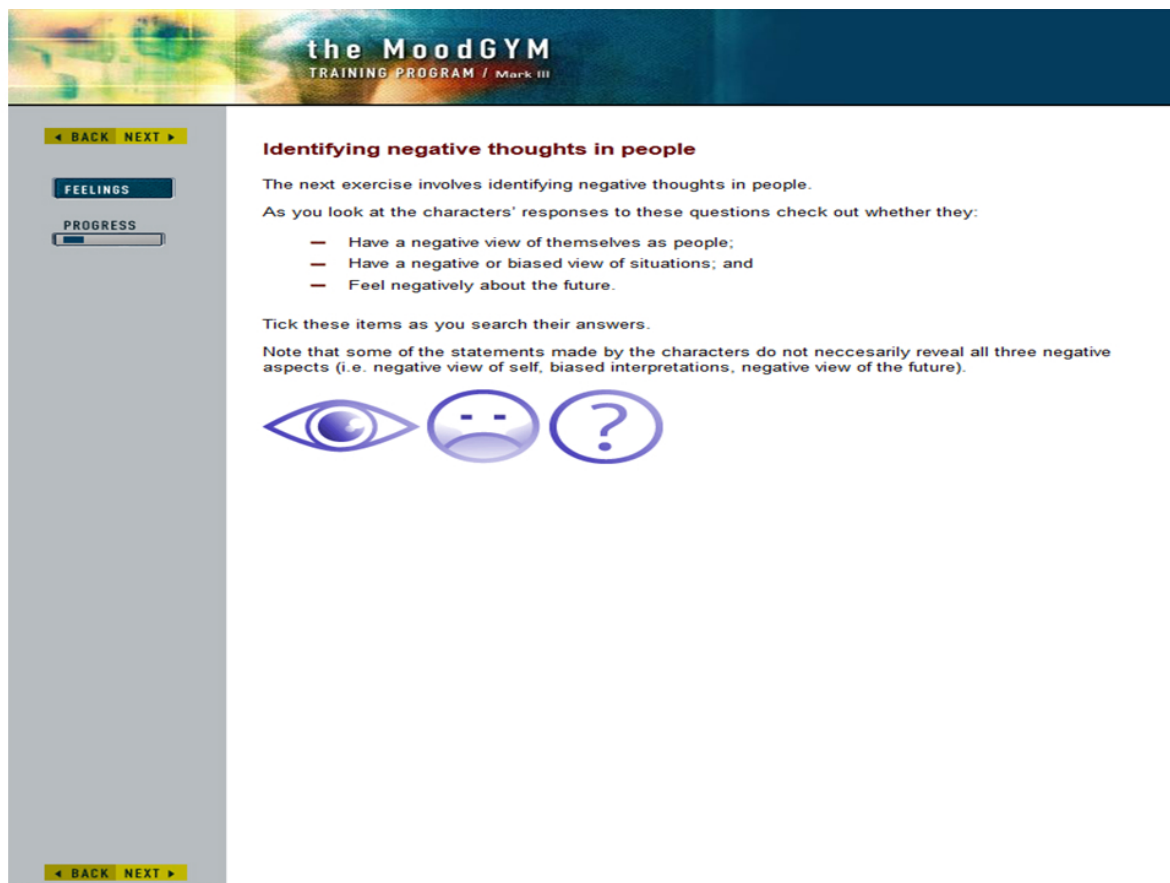 the MoodGYM
TRAINING PROGRAM / Mark III
◄ BACK NEXT ►
FEELINGS
PROGRESS
Identifying negative thoughts in people
The next exercise involves identifying negative thoughts in people.
As you look at the characters' responses to these questions check out whether they:
— Have a negative view of themselves as people;
— Have a negative or biased view of situations; and
— Feel negatively about the future.
Tick these items as you search their answers.
Note that some of the statements made by the characters do not neccesarily reveal all three negative
aspects (i.e. negative view of self, biased interpretations, negative view of the future).
?
◄ BACK NEXT ►